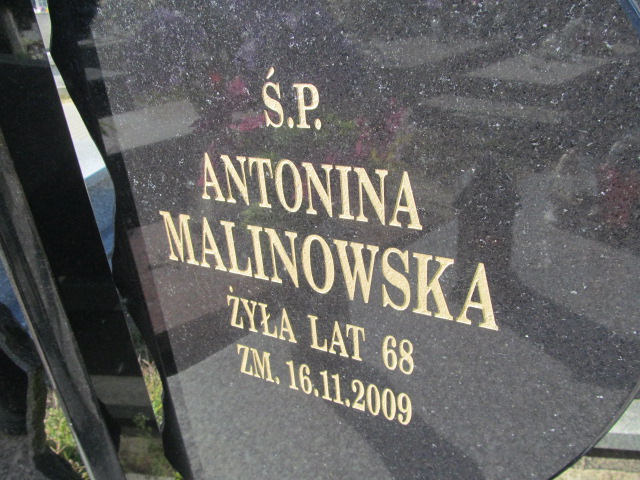 Ś.P.
ANTONINA
MALINOWSKA
ŻYŁA LAT 68
ZM. 16.11.2009